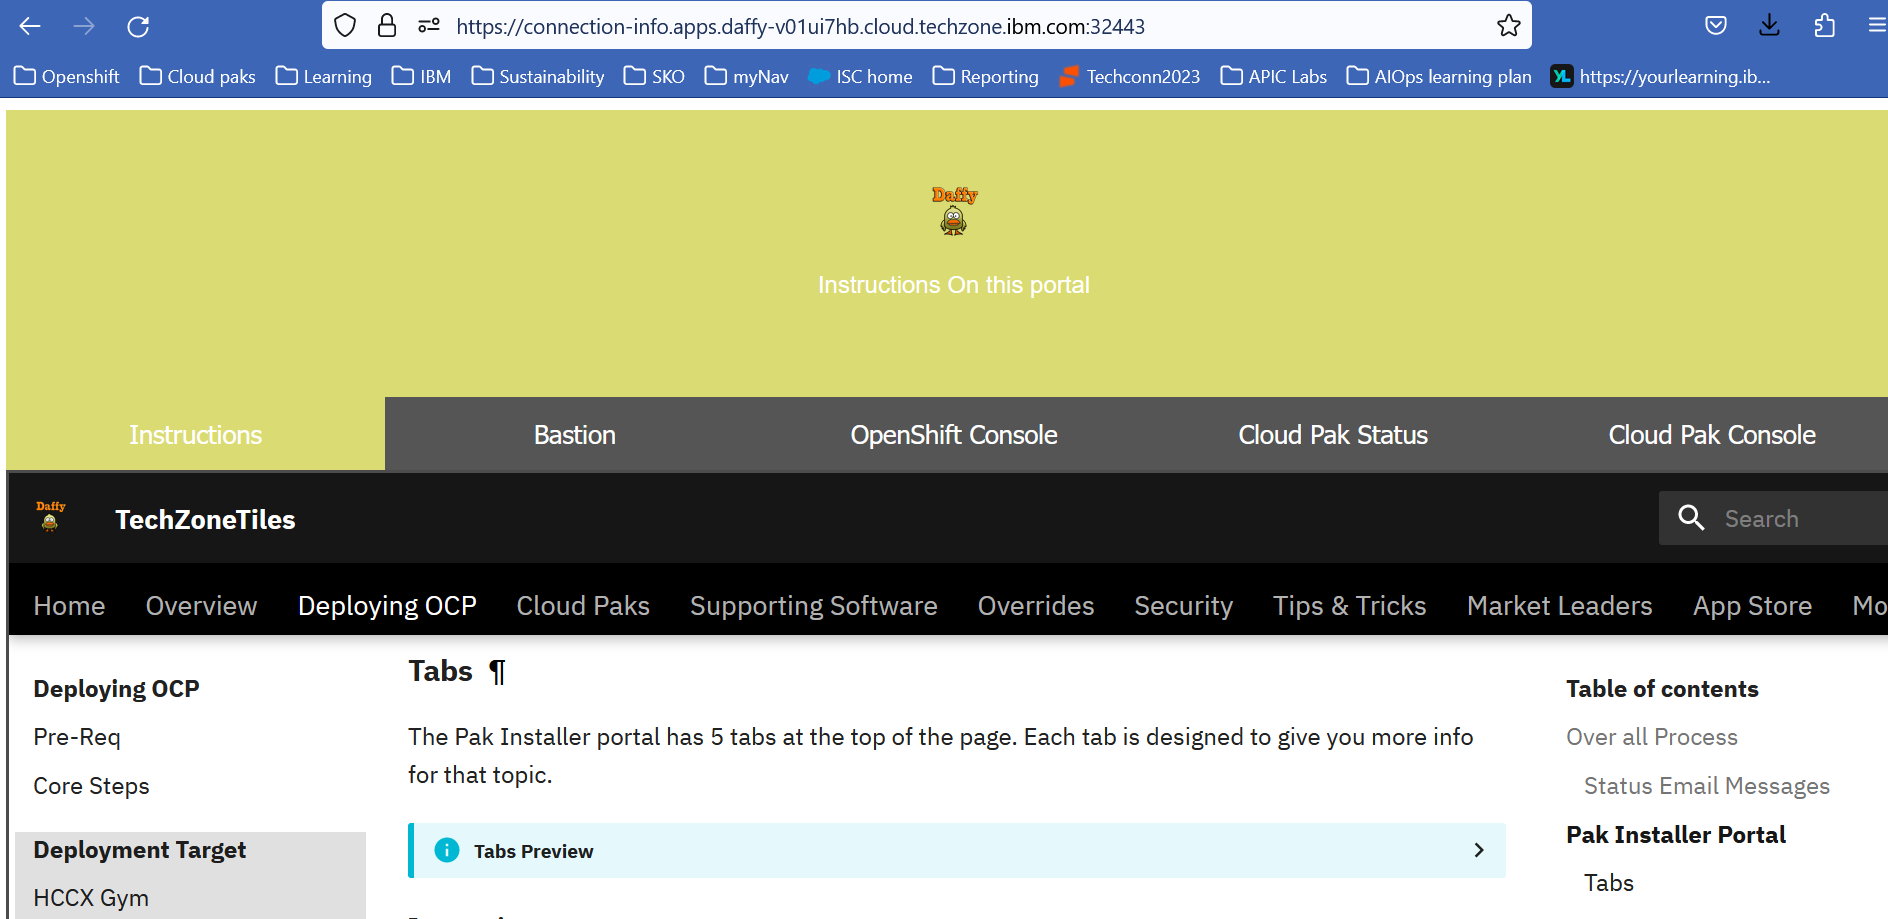 https://connection-info.apps.daffy-v01ui7hb.cloud.techzone.ibm.com:32443
Openshift Cloud paks Learning IBM Sustainability SKO myNav ISC home Reporting Techconn2023 APIC Labs AIOps learning plan YL https://yourlearning.ib...
Daffy
Instructions On this portal
Instructions Bastion OpenShift Console Cloud Pak Status Cloud Pak Console
Daffy TechZoneTiles Search
Home Overview Deploying OCP Cloud Paks Supporting Software Overrides Security Tips & Tricks Market Leaders App Store Mo
Deploying OCP
Pre-Req
Core Steps
Deployment Target
HCCX Gym
Tabs ¶
The Pak Installer portal has 5 tabs at the top of the page. Each tab is designed to give you more info
for that topic.
Tabs Preview
Table of contents
Over all Process
Status Email Messages
Pak Installer Portal
Tabs